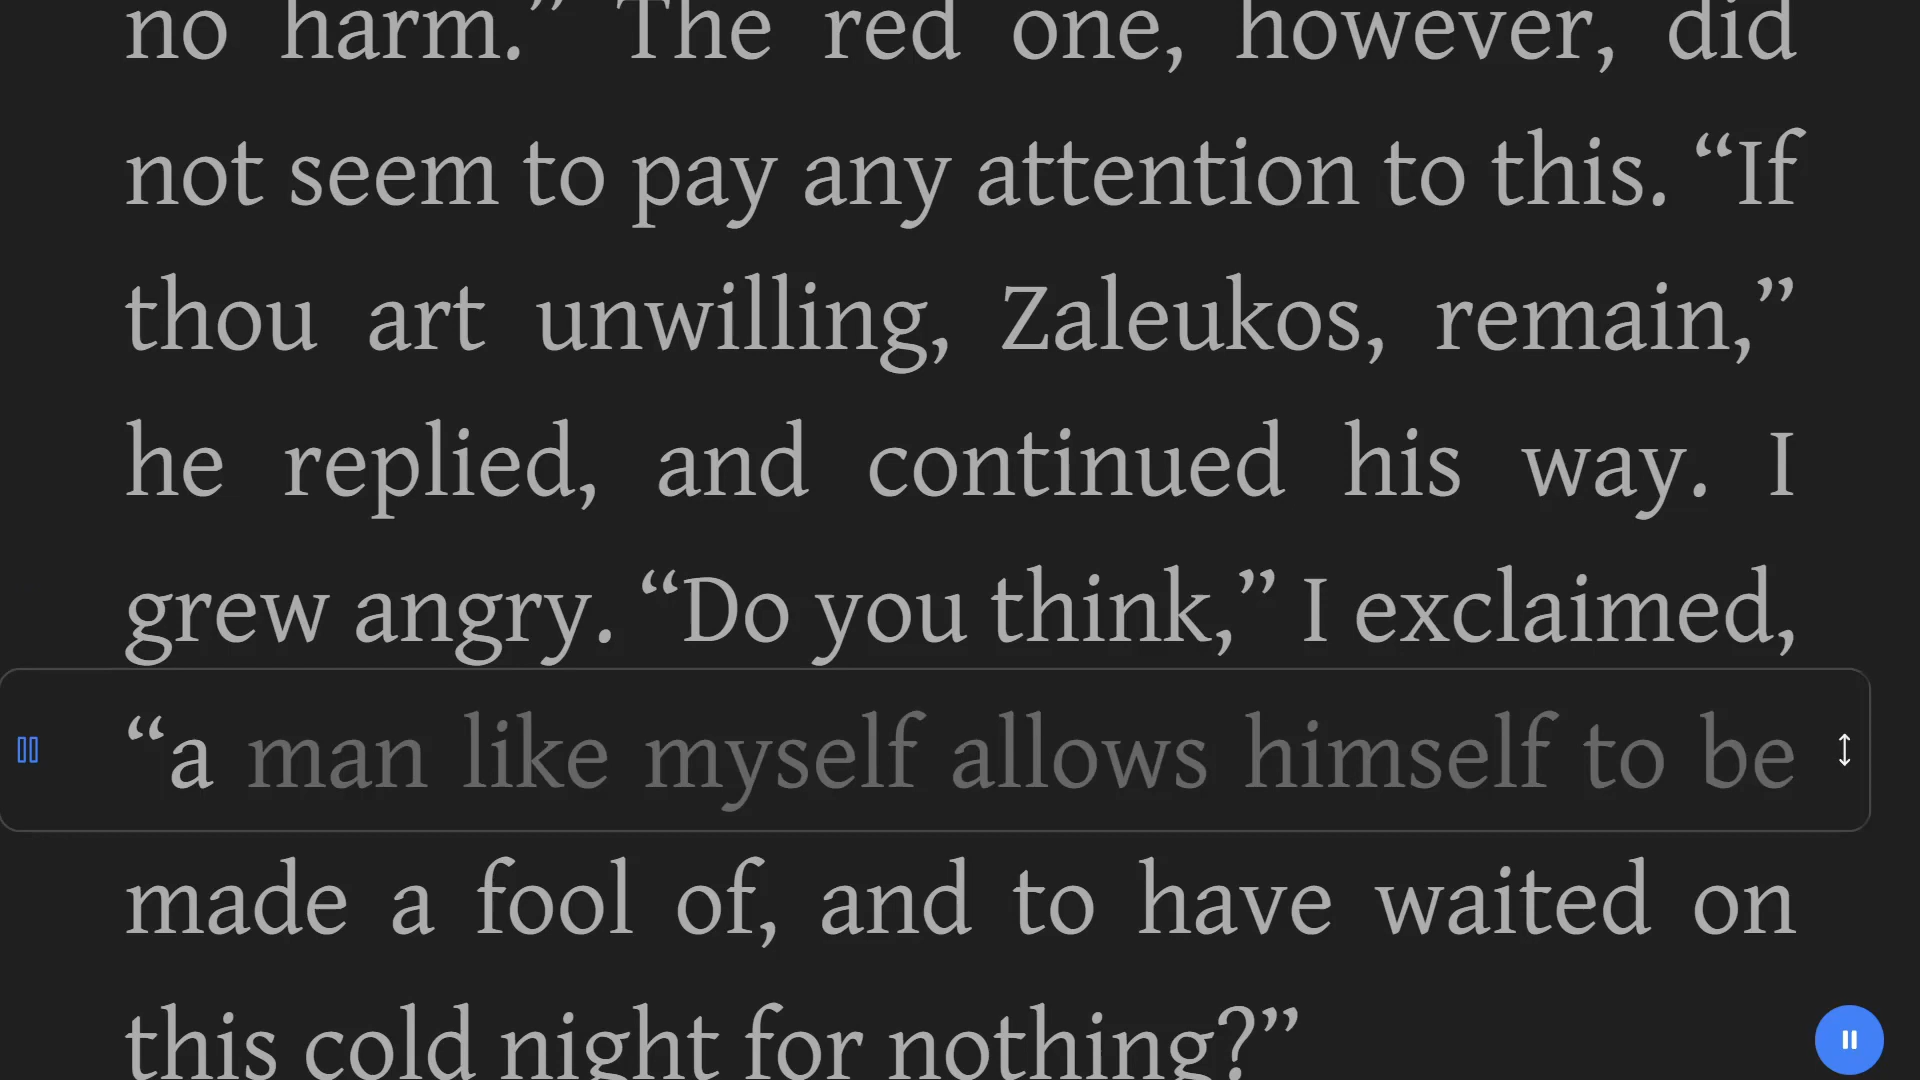 no harm.” The red one, however, did
not seem to pay any attention to this. “If
thou art unwilling, Zaleukos, remain,”
he replied, and continued his way. I
grew angry. “Do you think,” I exclaimed,
“a man like myself allows himself to be
made a fool of, and to have waited on
this cold night for nothing?”